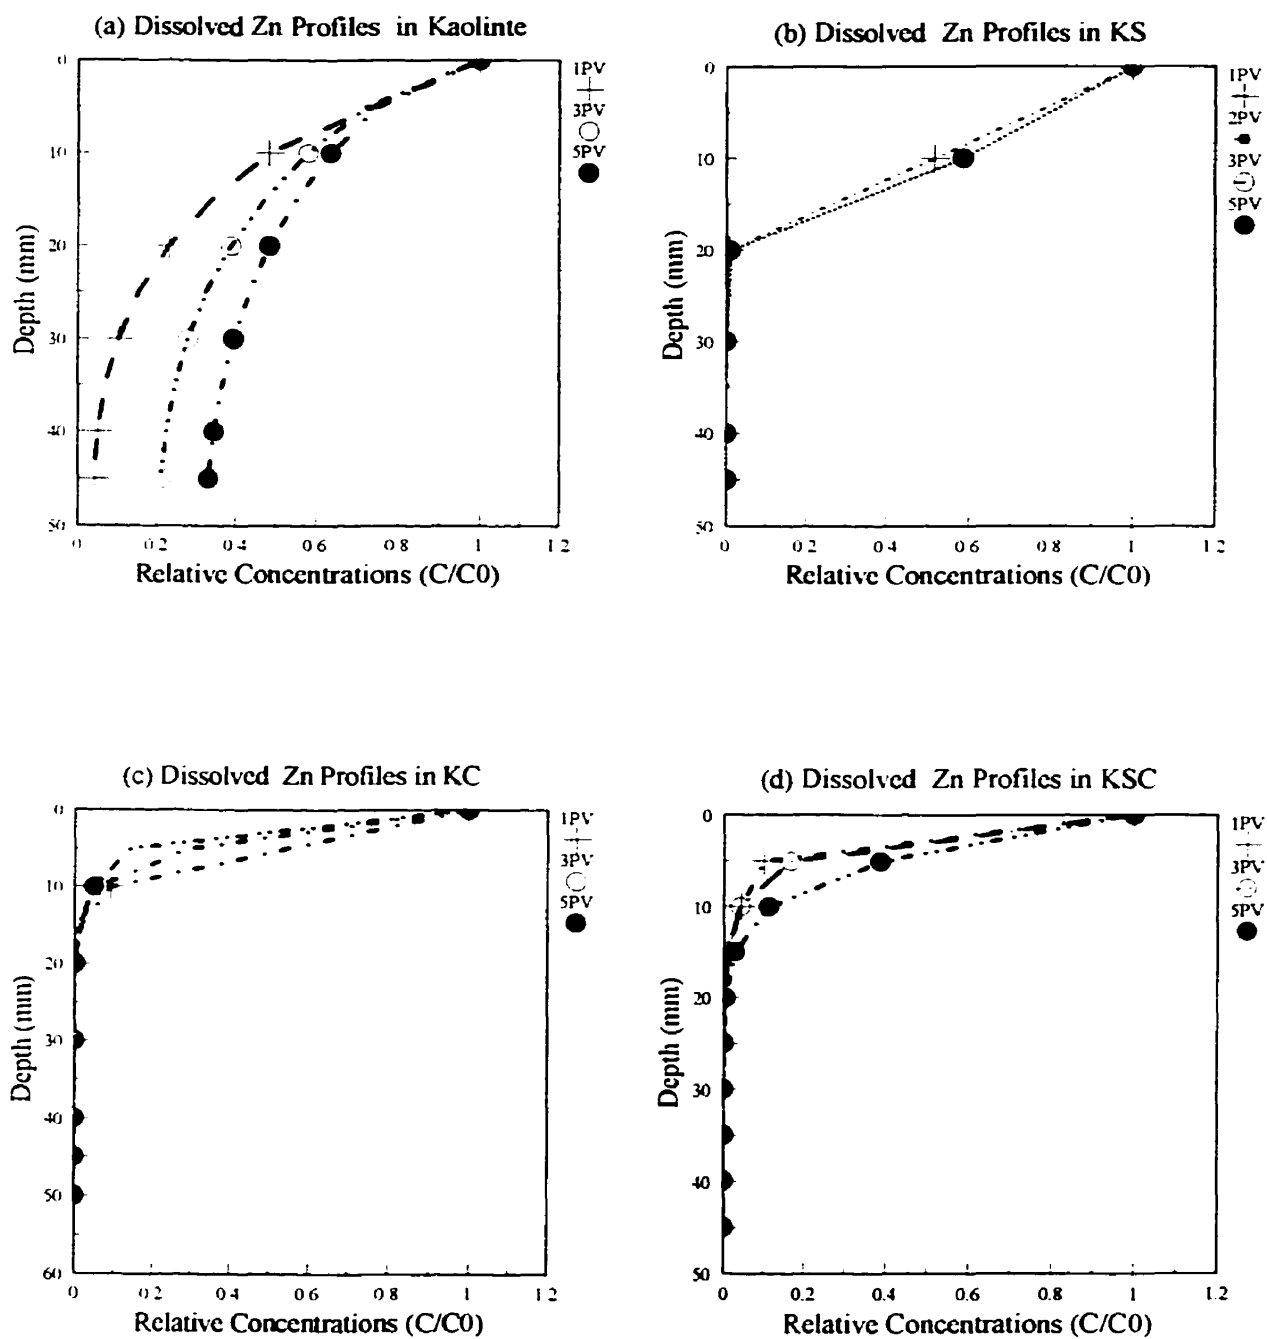 (a) Dissolved Zn Profiles in Kaolinte
0
10
20
30
40
50
0
0.2
0.4
0.6
0.8
1
1.2
Depth (mm)
Relative Concentrations (C/C0)
1PV
3PV
5PV
(b) Dissolved Zn Profiles in KS
0
10
20
30
40
50
0
0.2
0.4
0.6
0.8
1
1.2
Depth (mm)
Relative Concentrations (C/C0)
1PV
2PV
3PV
5PV
(c) Dissolved Zn Profiles in KC
0
10
20
30
40
50
60
0
0.2
0.4
0.6
0.8
1
1.2
Depth (mm)
Relative Concentrations (C/C0)
1PV
3PV
5PV
(d) Dissolved Zn Profiles in KSC
0
10
20
30
40
50
0
0.2
0.4
0.6
0.8
1
1.2
Depth (mm)
Relative Concentrations (C/C0)
1PV
3PV
5PV